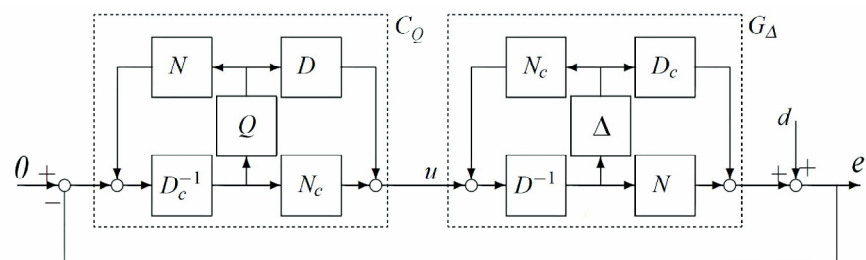 C_Q
G_Δ
N
D
N_c
D_c
Q
Δ
d
0
+
−
D_c^{-1}
N_c
u
D^{-1}
N
+
+
e